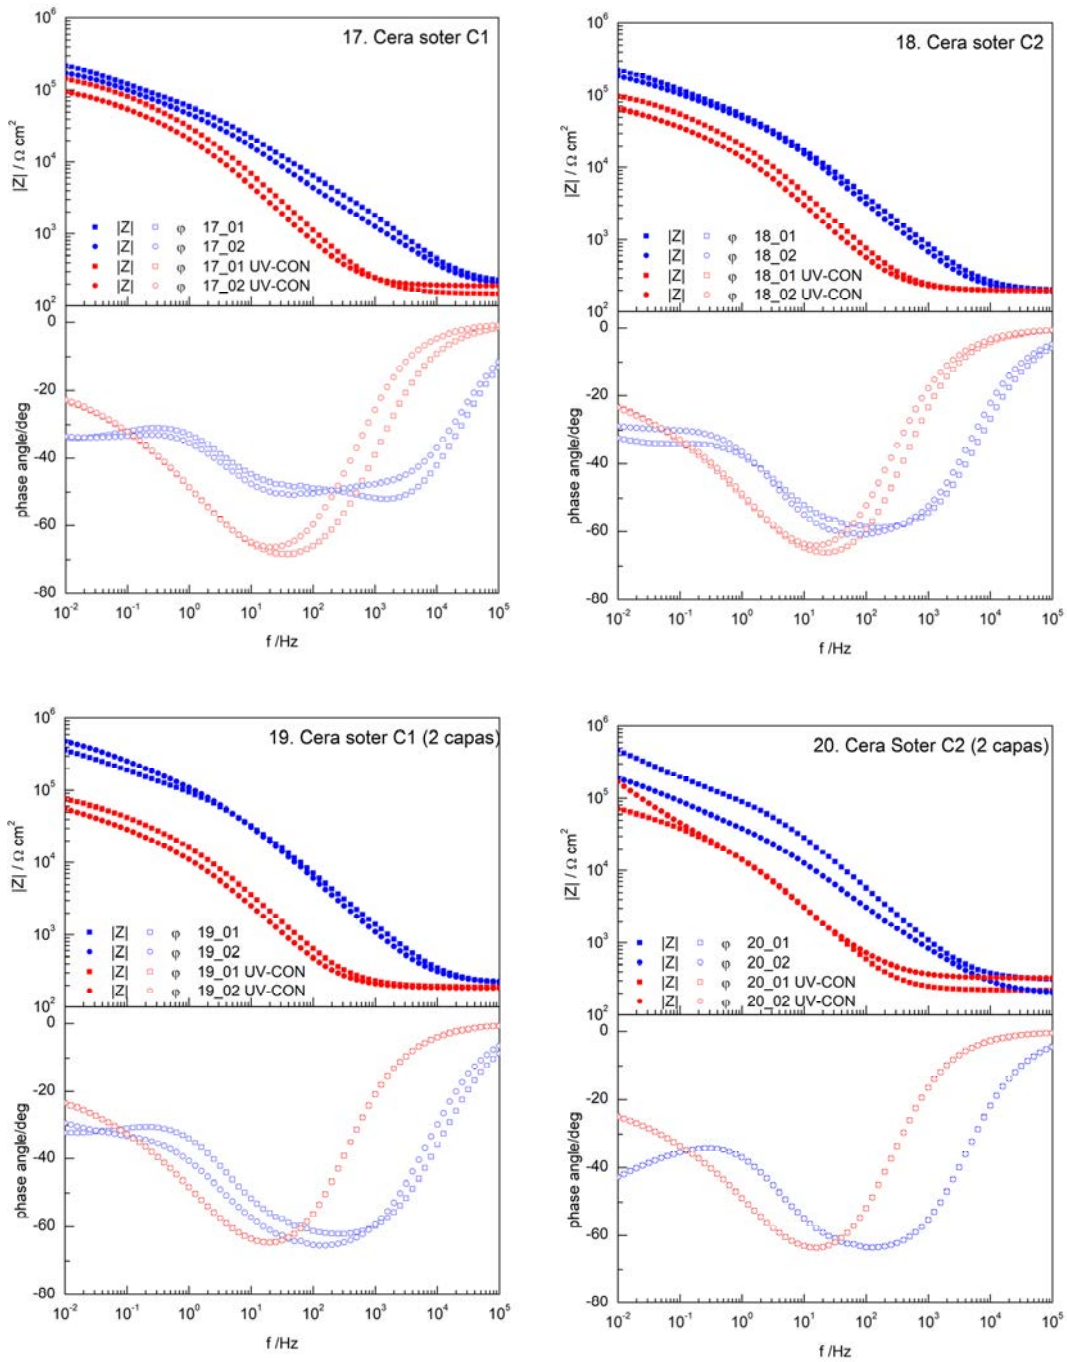 17. Cera soter C1
10^6
10^5
10^4
10^3
10^2
|Z| / Ω cm^2
|Z| φ 17_01
|Z| φ 17_02
|Z| φ 17_01 UV-CON
|Z| φ 17_02 UV-CON
0
-20
-40
-60
-80
phase angle/deg
10^-2 10^-1 10^0 10^1 10^2 10^3 10^4 10^5
f /Hz
18. Cera soter C2
10^6
10^5
10^4
10^3
10^2
|Z| / Ω cm^2
|Z| φ 18_01
|Z| φ 18_02
|Z| φ 18_01 UV-CON
|Z| φ 18_02 UV-CON
0
-20
-40
-60
-80
phase angle/deg
10^-2 10^-1 10^0 10^1 10^2 10^3 10^4 10^5
f /Hz
19. Cera soter C1 (2 capas)
10^6
10^5
10^4
10^3
10^2
|Z| / Ω cm^2
|Z| φ 19_01
|Z| φ 19_02
|Z| φ 19_01 UV-CON
|Z| φ 19_02 UV-CON
0
-20
-40
-60
-80
phase angle/deg
10^-2 10^-1 10^0 10^1 10^2 10^3 10^4 10^5
f /Hz
20. Cera Soter C2 (2 capas)
10^6
10^5
10^4
10^3
10^2
|Z| / Ω cm^2
|Z| φ 20_01
|Z| φ 20_02
|Z| φ 20_01 UV-CON
|Z| φ 20_02 UV-CON
0
-20
-40
-60
-80
phase angle/deg
10^-2 10^-1 10^0 10^1 10^2 10^3 10^4 10^5
f /Hz